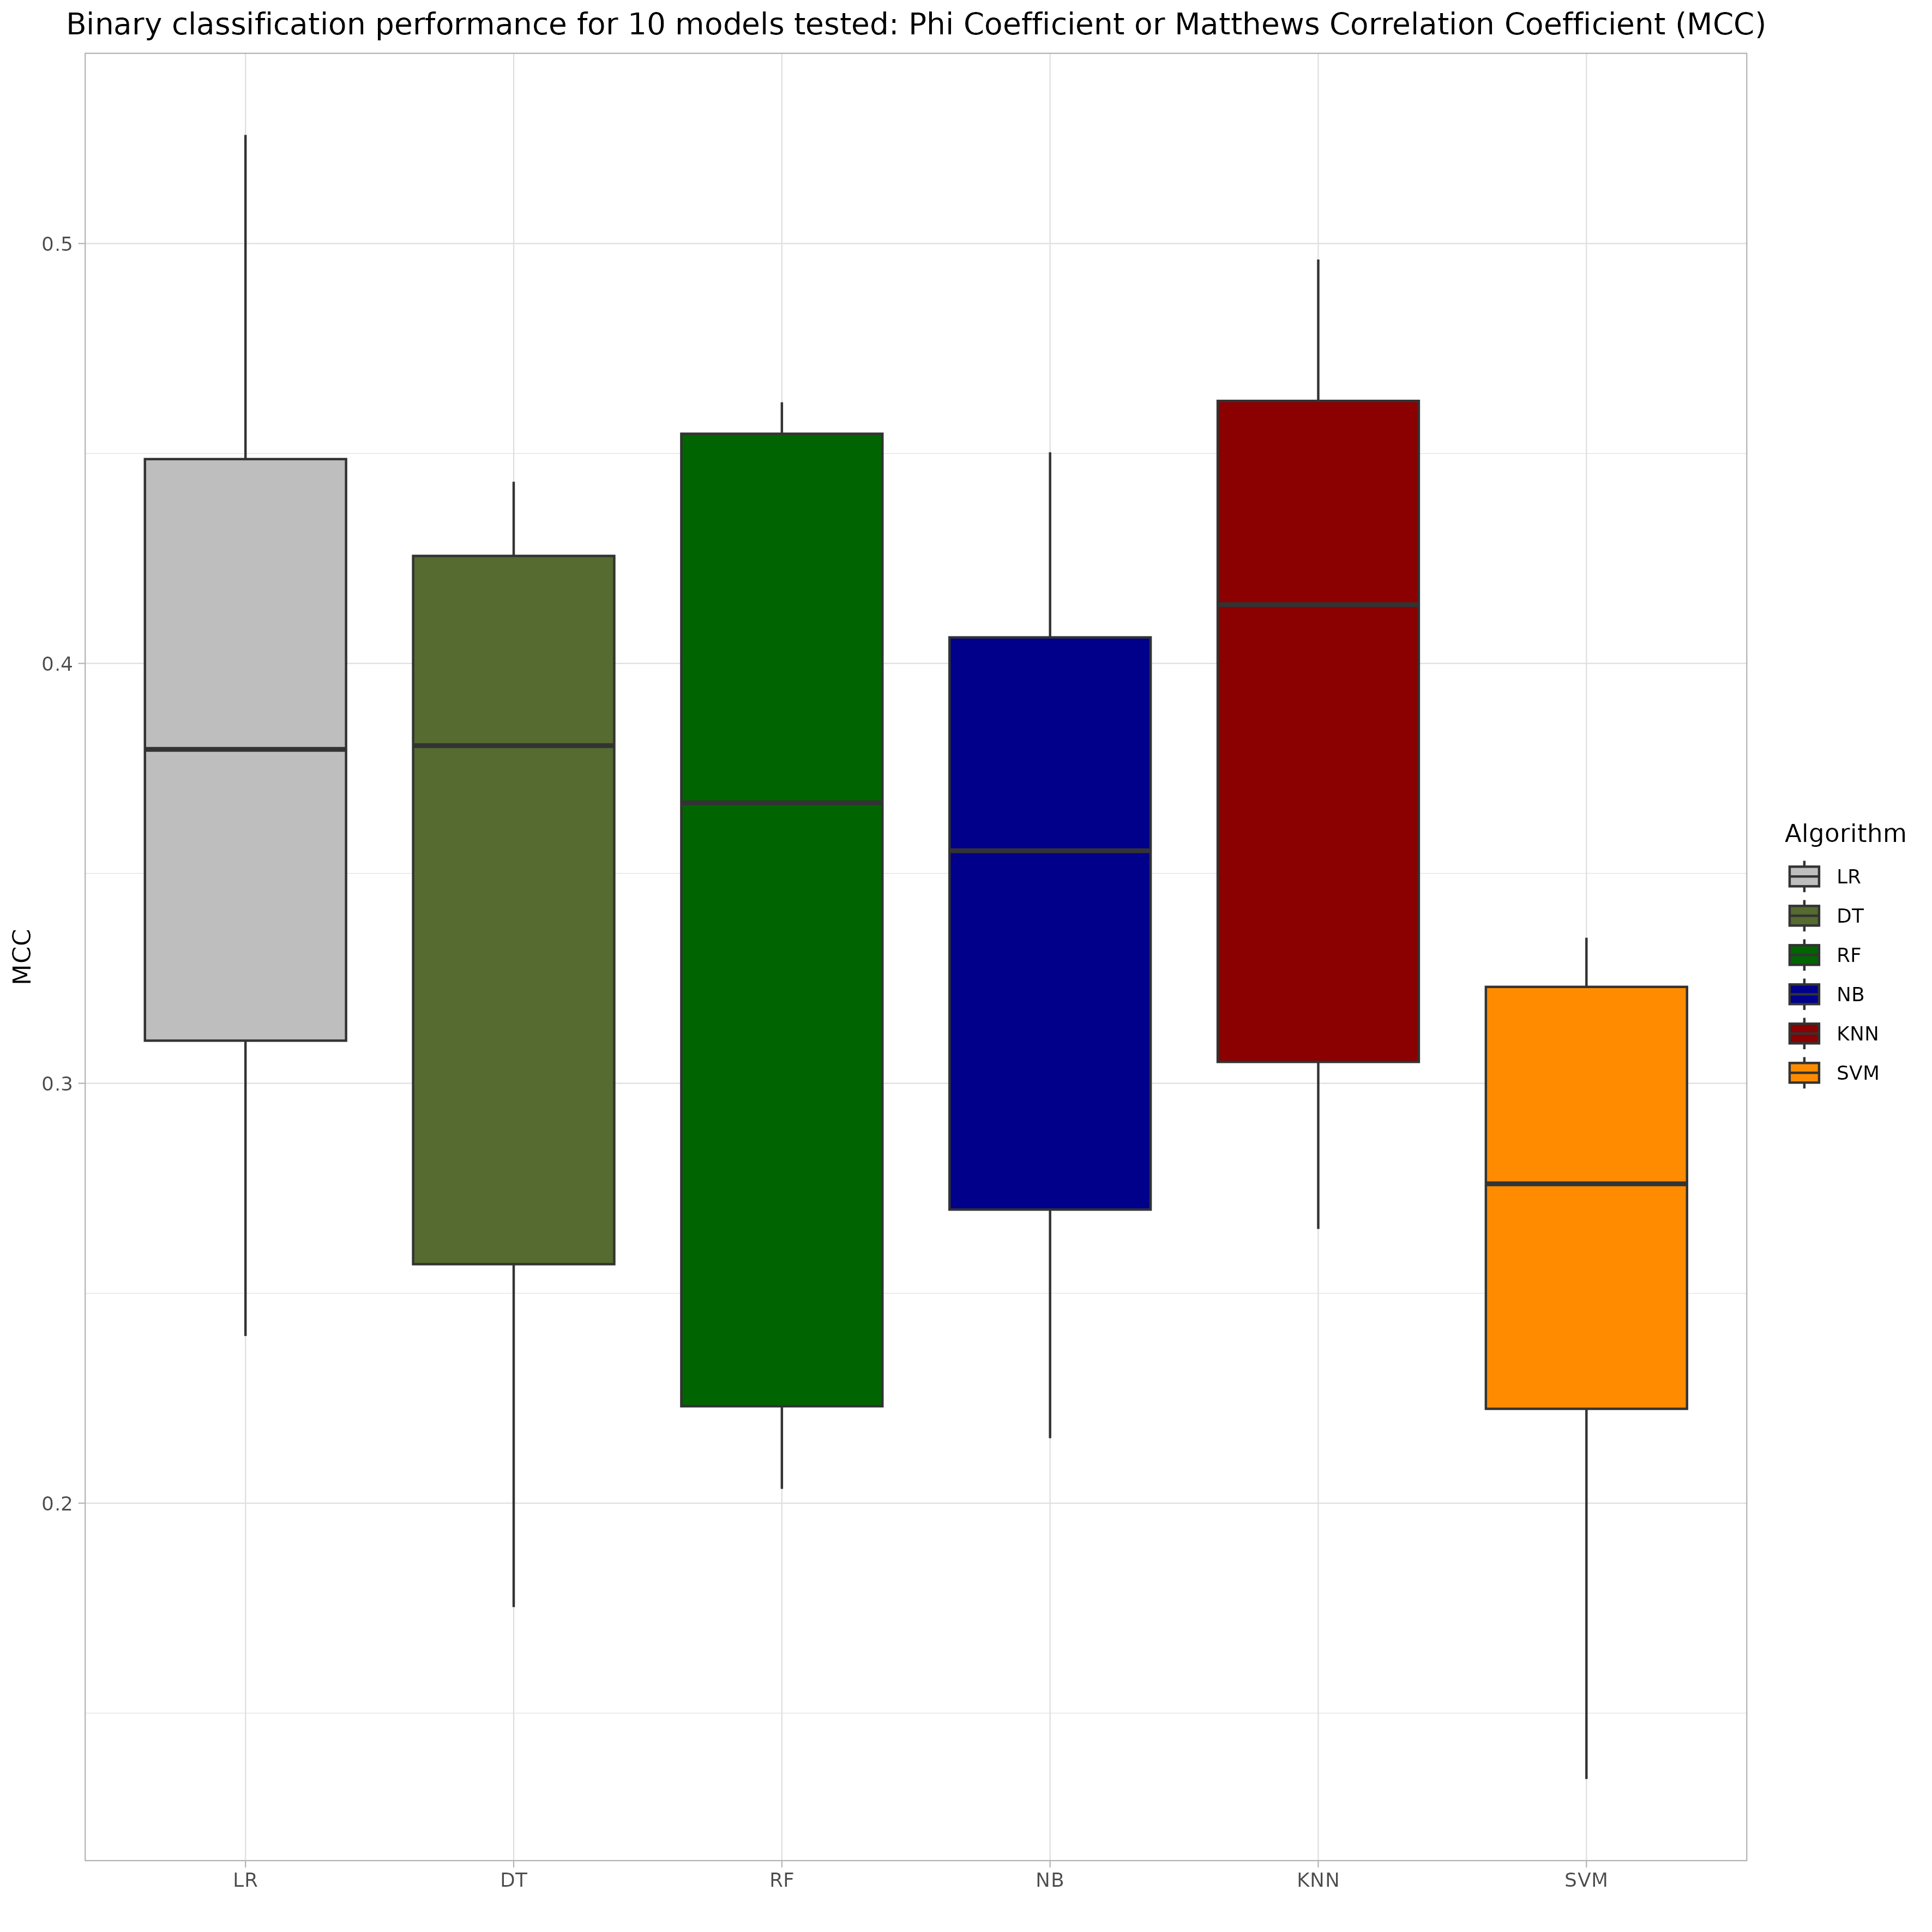 Binary classification performance for 10 models tested: Phi Coefficient or Matthews Correlation Coefficient (MCC)
0.5
0.4
0.3
0.2
MCC
LR
DT
RF
NB
KNN
SVM
Algorithm
LR
DT
RF
NB
KNN
SVM